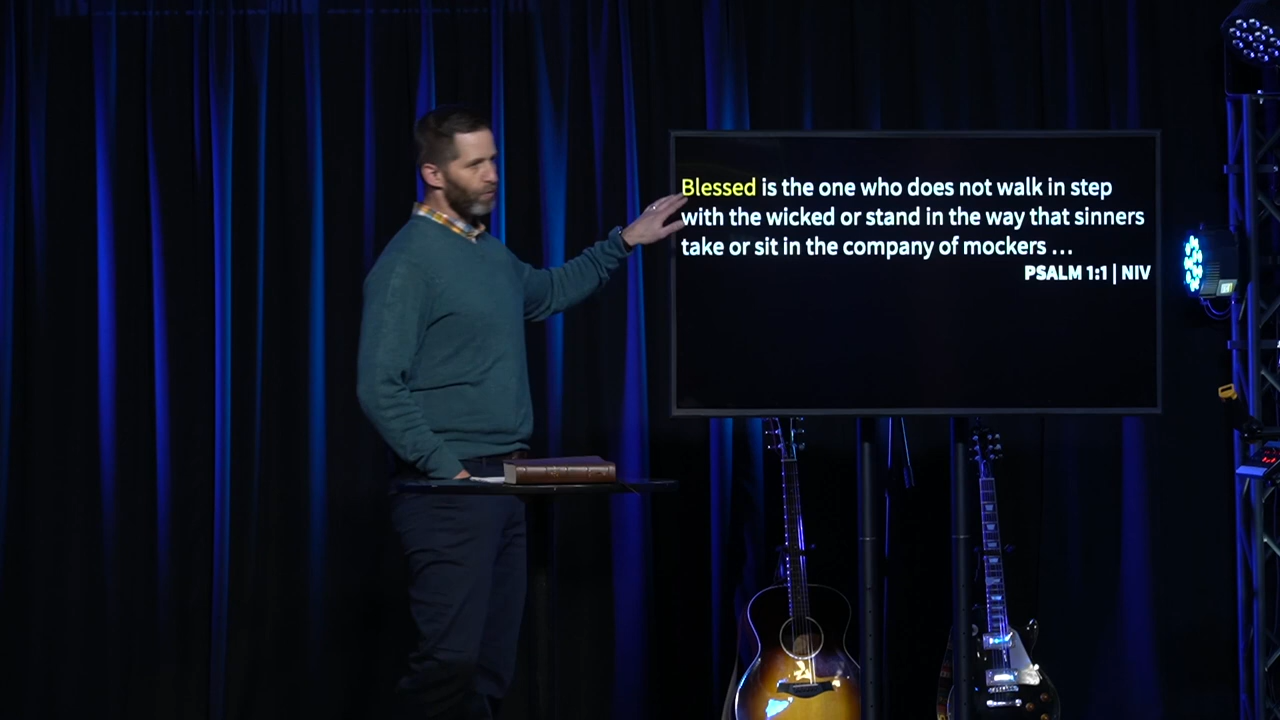 Blessed is the one who does not walk in step
with the wicked or stand in the way that sinners
take or sit in the company of mockers …
PSALM 1:1 | NIV